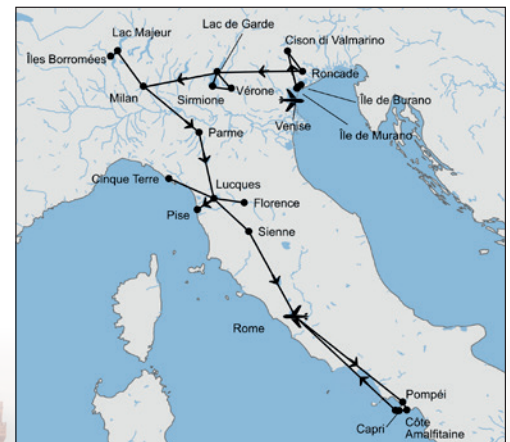 Lac de Garde
Lac Majeur
Cison di Valmarino
Îles Borromées
Roncade
Milan
Sirmione
Vérone
Île de Burano
Venise
Île de Murano
Parme
Cinque Terre
Lucques
Florence
Pise
Sienne
Rome
Pompéi
Capri
Côte
Amalfitaine